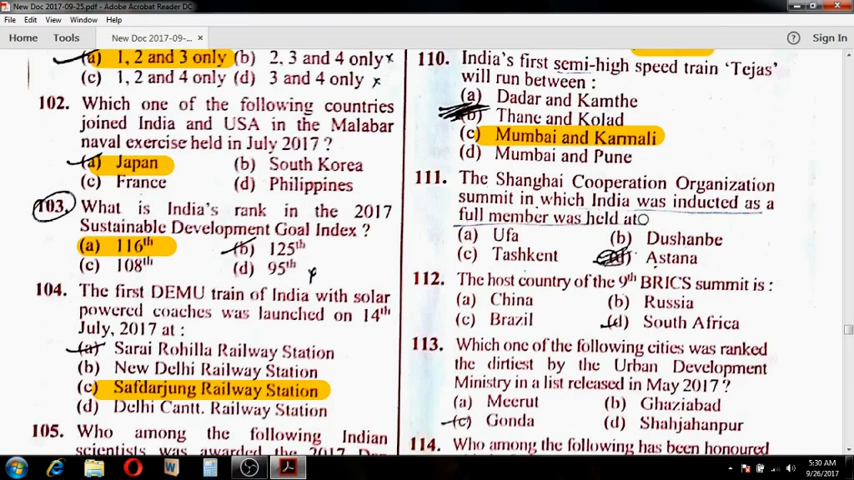 New Doc 2017-09-25.pdf - Adobe Acrobat Reader DC
File Edit View Window Help
Home Tools New Doc 2017-09-... × Sign In
(a) 1, 2 and 3 only (b) 2, 3 and 4 only
(c) 1, 2 and 4 only (d) 3 and 4 only
102. Which one of the following countries
joined India and USA in the Malabar
naval exercise held in July 2017 ?
(a) Japan (b) South Korea
(c) France (d) Philippines
103. What is India's rank in the 2017
Sustainable Development Goal Index ?
(a) 116th (b) 125th
(c) 108th (d) 95th
104. The first DEMU train of India with solar
powered coaches was launched on 14th
July, 2017 at :
(a) Sarai Rohilla Railway Station
(b) New Delhi Railway Station
(c) Safdarjung Railway Station
(d) Delhi Cantt. Railway Station
105. Who among the following Indian
scientists was awarded the 2017 Dan
110. India's first semi-high speed train 'Tejas'
will run between :
(a) Dadar and Kamthe
(b) Thane and Kolad
(c) Mumbai and Karmali
(d) Mumbai and Pune
111. The Shanghai Cooperation Organization
summit in which India was inducted as a
full member was held at
(a) Ufa (b) Dushanbe
(c) Tashkent (d) Astana
112. The host country of the 9th BRICS summit is :
(a) China (b) Russia
(c) Brazil (d) South Africa
113. Which one of the following cities was ranked
the dirtiest by the Urban Development
Ministry in a list released in May 2017 ?
(a) Meerut (b) Ghaziabad
(c) Gonda (d) Shahjahanpur
114. Who among the following has been honoured
5:30 AM
9/26/2017